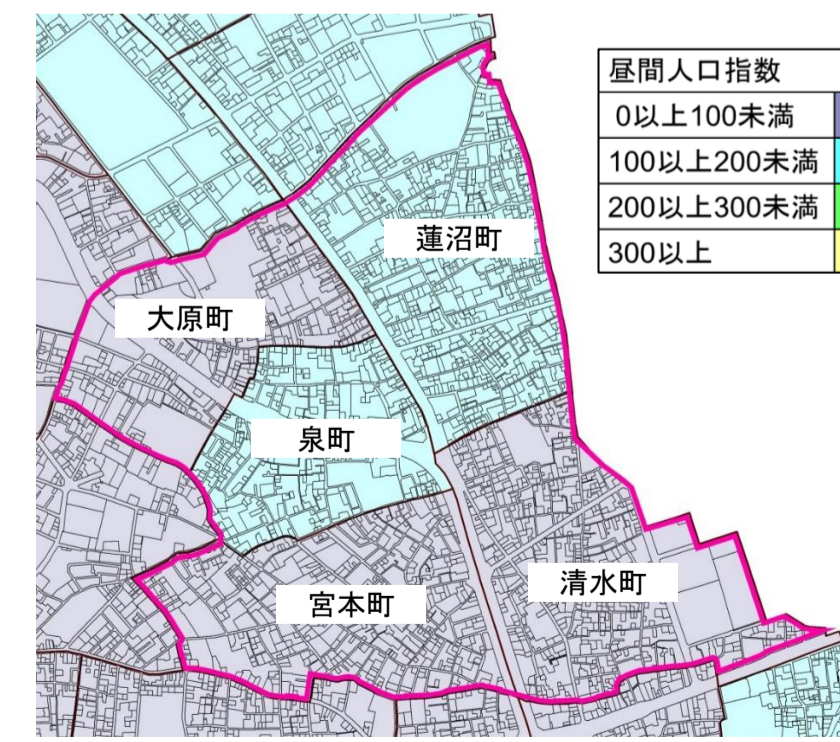 昼間人口指数
0以上100未満
100以上200未満
200以上300未満
300以上
蓮沼町
大原町
泉町
清水町
宮本町